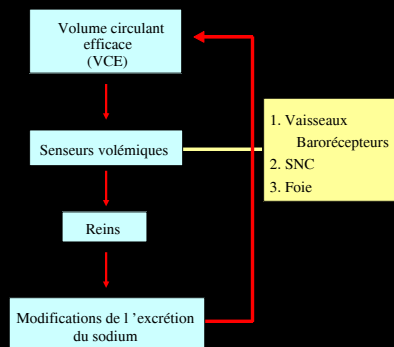 Volume circulant
efficace
(VCE)
Senseurs volémiques
1. Vaisseaux
Barorécepteurs
2. SNC
3. Foie
Reins
Modifications de l 'excrétion
du sodium